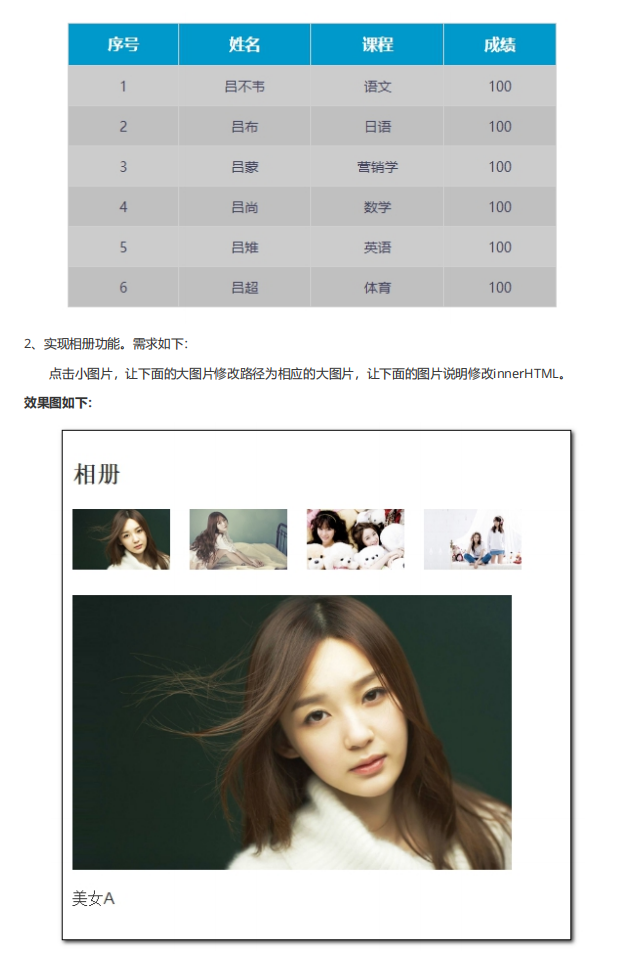 序号 姓名 课程 成绩
1 吕不韦 语文 100
2 吕布 日语 100
3 吕蒙 营销学 100
4 吕尚 数学 100
5 吕雉 英语 100
6 吕超 体育 100
2、实现相册功能。需求如下：
点击小图片，让下面的大图片修改路径为相应的大图片，让下面的图片说明修改innerHTML。
效果图如下：
相册
美女A